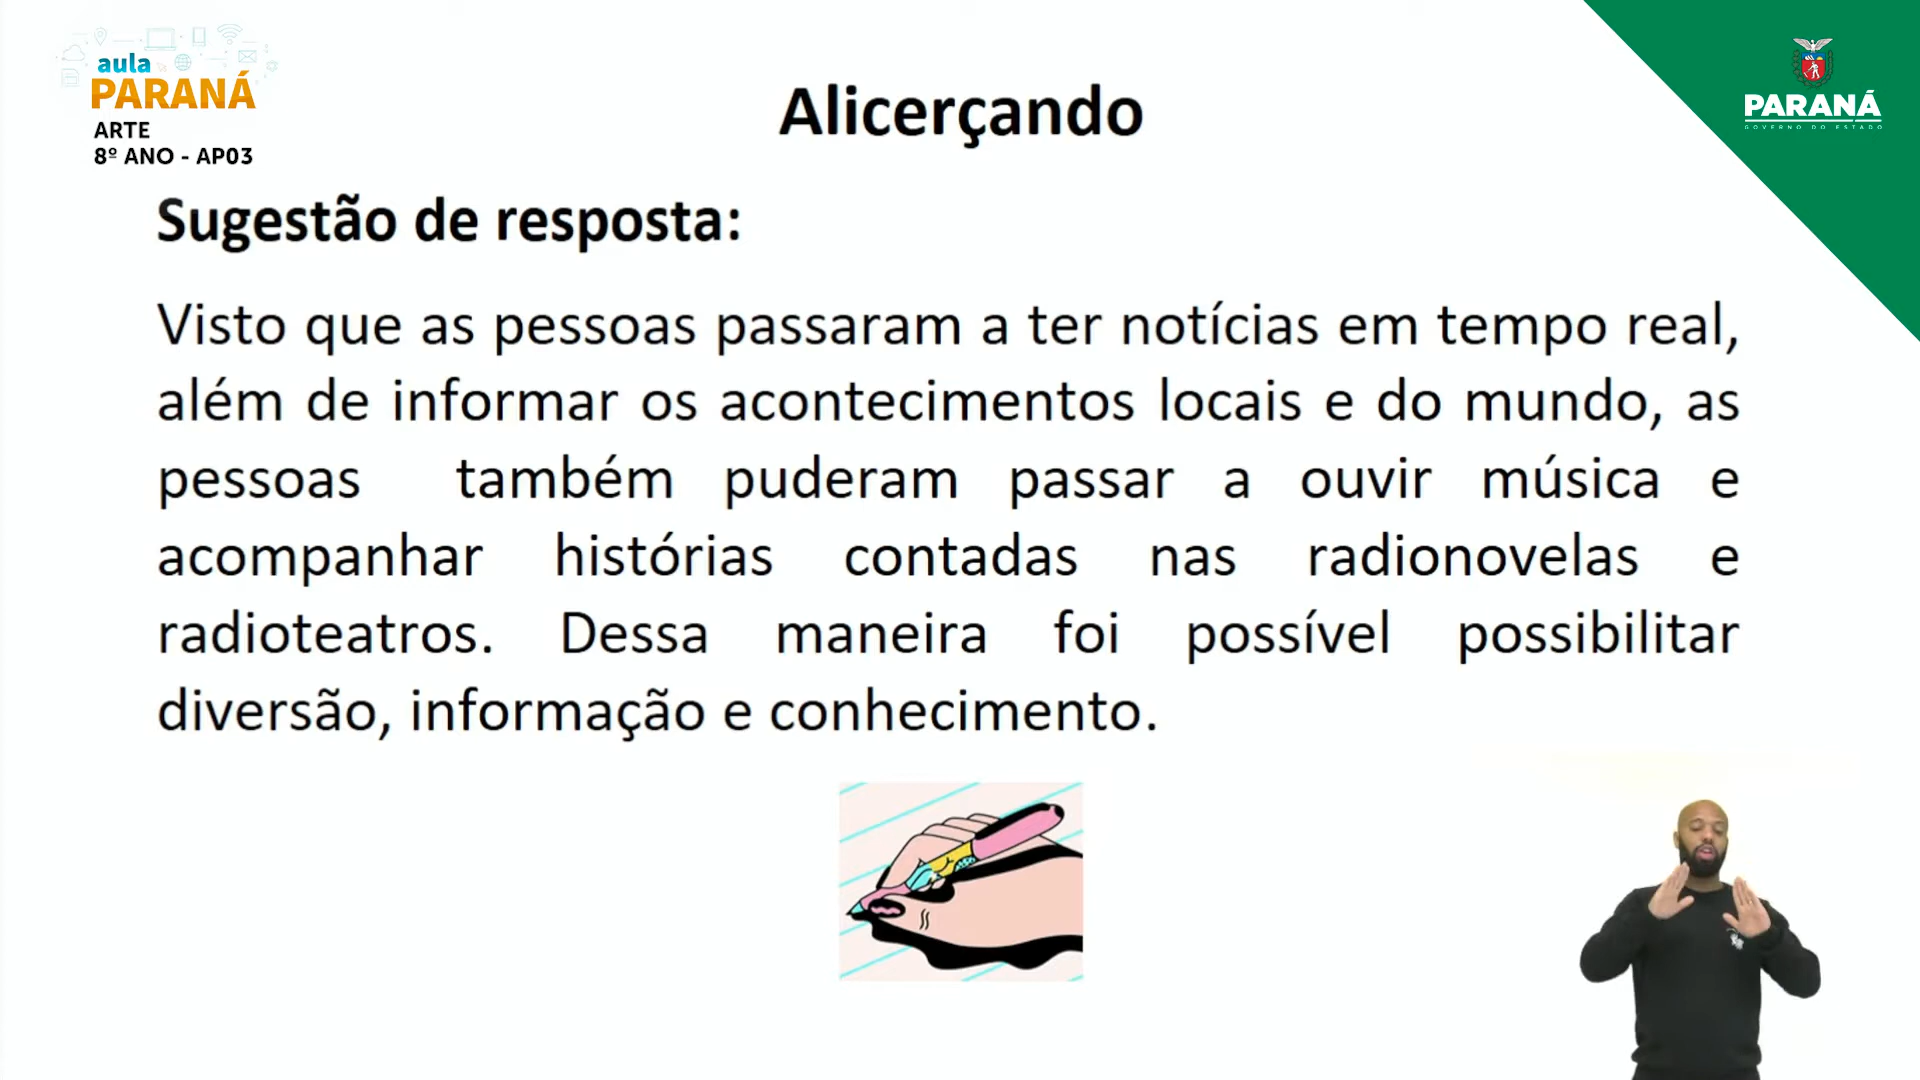 aula
PARANÁ
ARTE
8º ANO - AP03
Alicerçando
PARANÁ
GOVERNO DO ESTADO
Sugestão de resposta:
Visto que as pessoas passaram a ter notícias em tempo real,
além de informar os acontecimentos locais e do mundo, as
pessoas também puderam passar a ouvir música e
acompanhar histórias contadas nas radionovelas e
radioteatros. Dessa maneira foi possível possibilitar
diversão, informação e conhecimento.